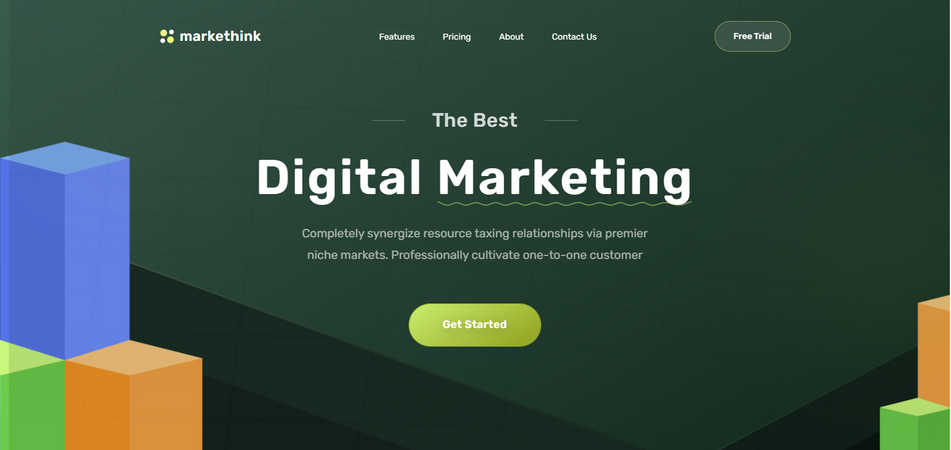 markethink
Features
Pricing
About
Contact Us
Free Trial
The Best
Digital Marketing
Completely synergize resource taxing relationships via premier
niche markets. Professionally cultivate one-to-one customer
Get Started